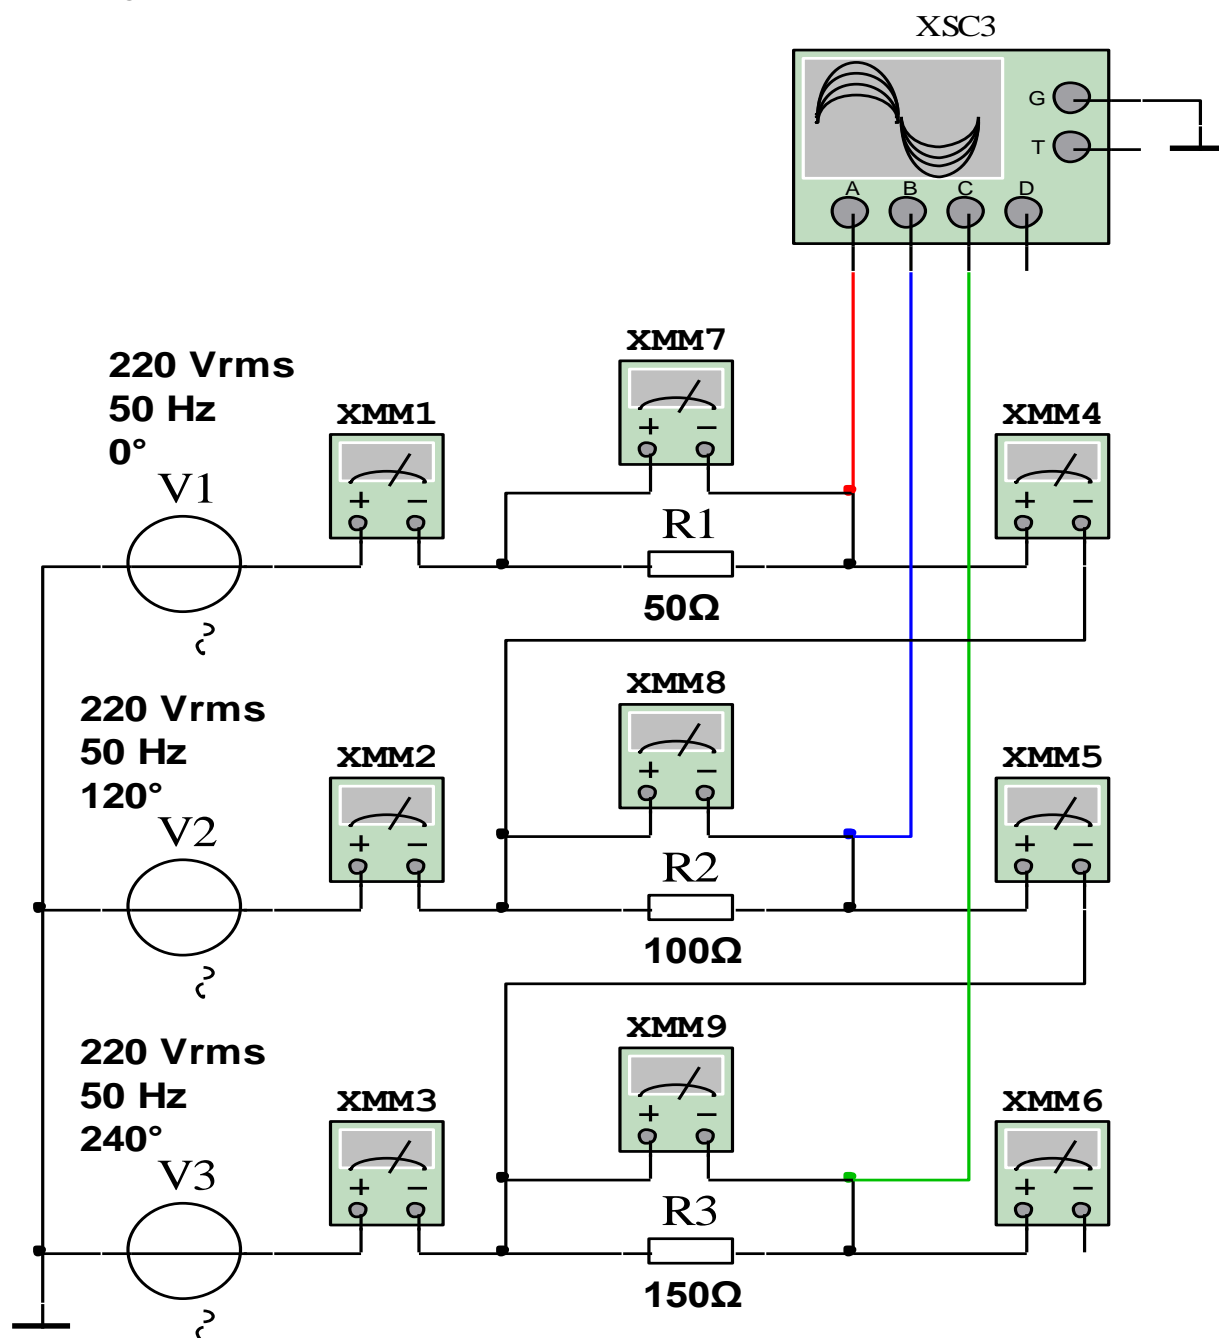 XSC3
G
T
A B C D
XMM7
220 Vrms
50 Hz
0°
XMM1
XMM4
V1
+ −
+ −
+ −
R1
50Ω
XMM8
220 Vrms
50 Hz
120°
XMM2
XMM5
V2
+ −
+ −
+ −
R2
100Ω
XMM9
220 Vrms
50 Hz
240°
XMM3
XMM6
V3
+ −
+ −
+ −
R3
150Ω